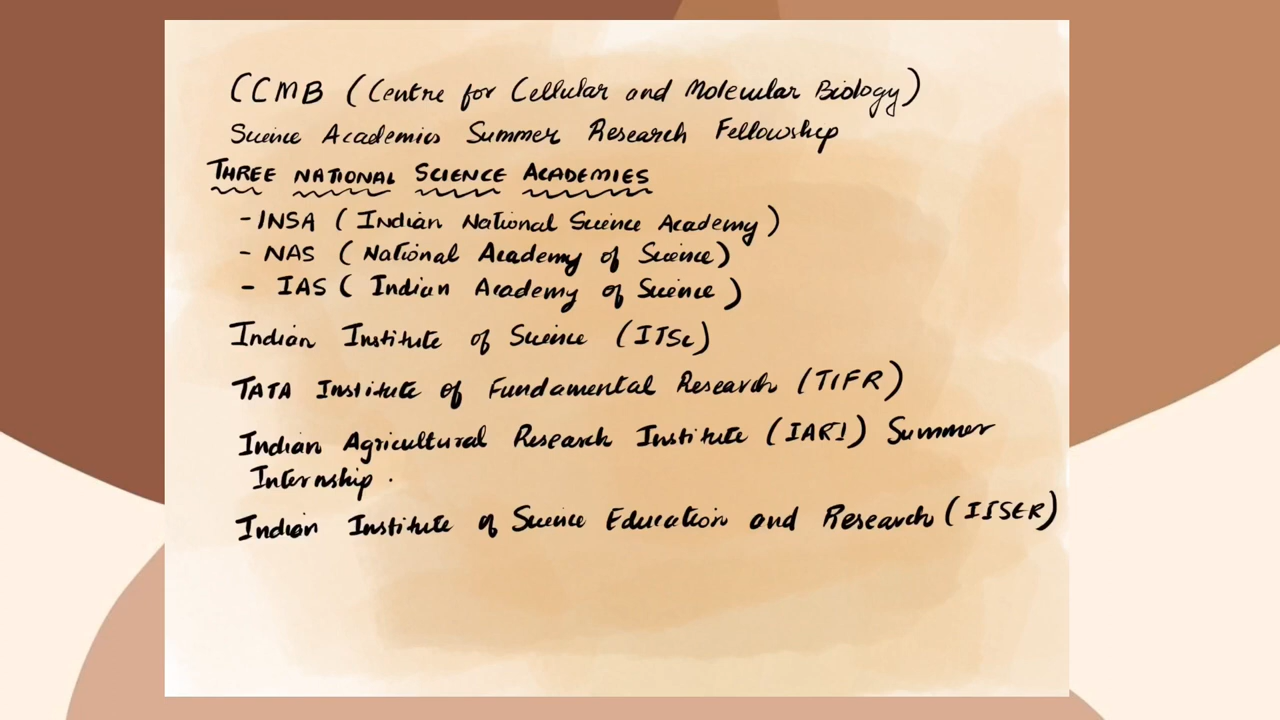 CCMB (Centre for Cellular and Molecular Biology)
Science Academies Summer Research Fellowship
THREE NATIONAL SCIENCE ACADEMIES
- INSA (Indian National Science Academy)
- NAS (National Academy of Science)
- IAS (Indian Academy of Science)
Indian Institute of Science (IISc)
TATA Institute of Fundamental Research (TIFR)
Indian Agricultural Research Institute (IARI) Summer
Internship.
Indian Institute of Science Education and Research (IISER)